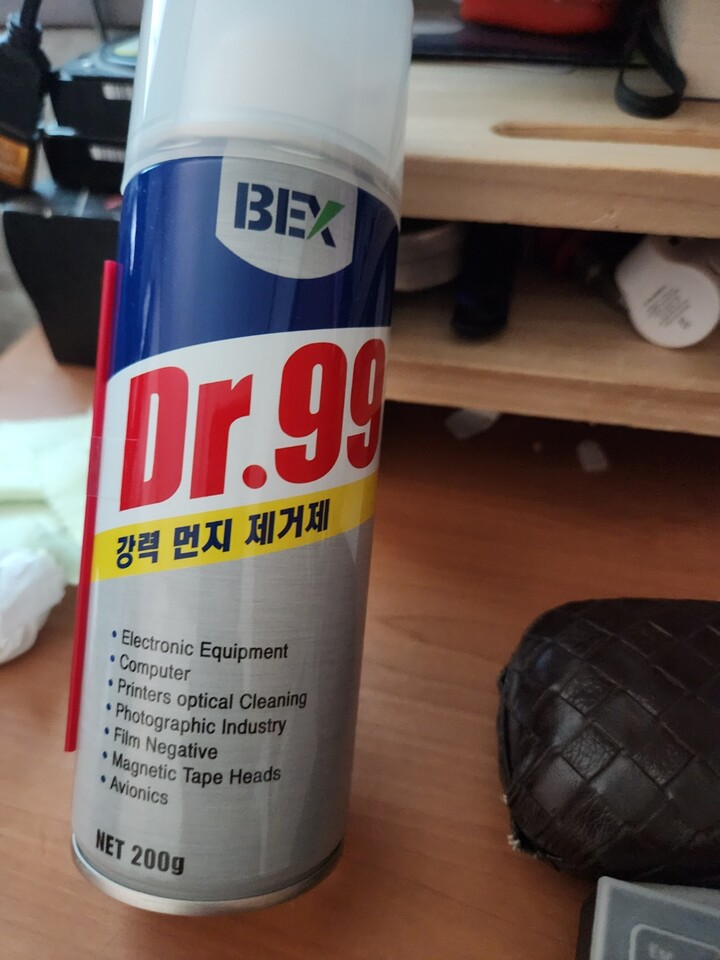 BEX
Dr.99
강력 먼지 제거제
• Electronic Equipment
• Computer
• Printers optical Cleaning
• Photographic Industry
• Film Negative
• Magnetic Tape Heads
• Avionics
NET 200g